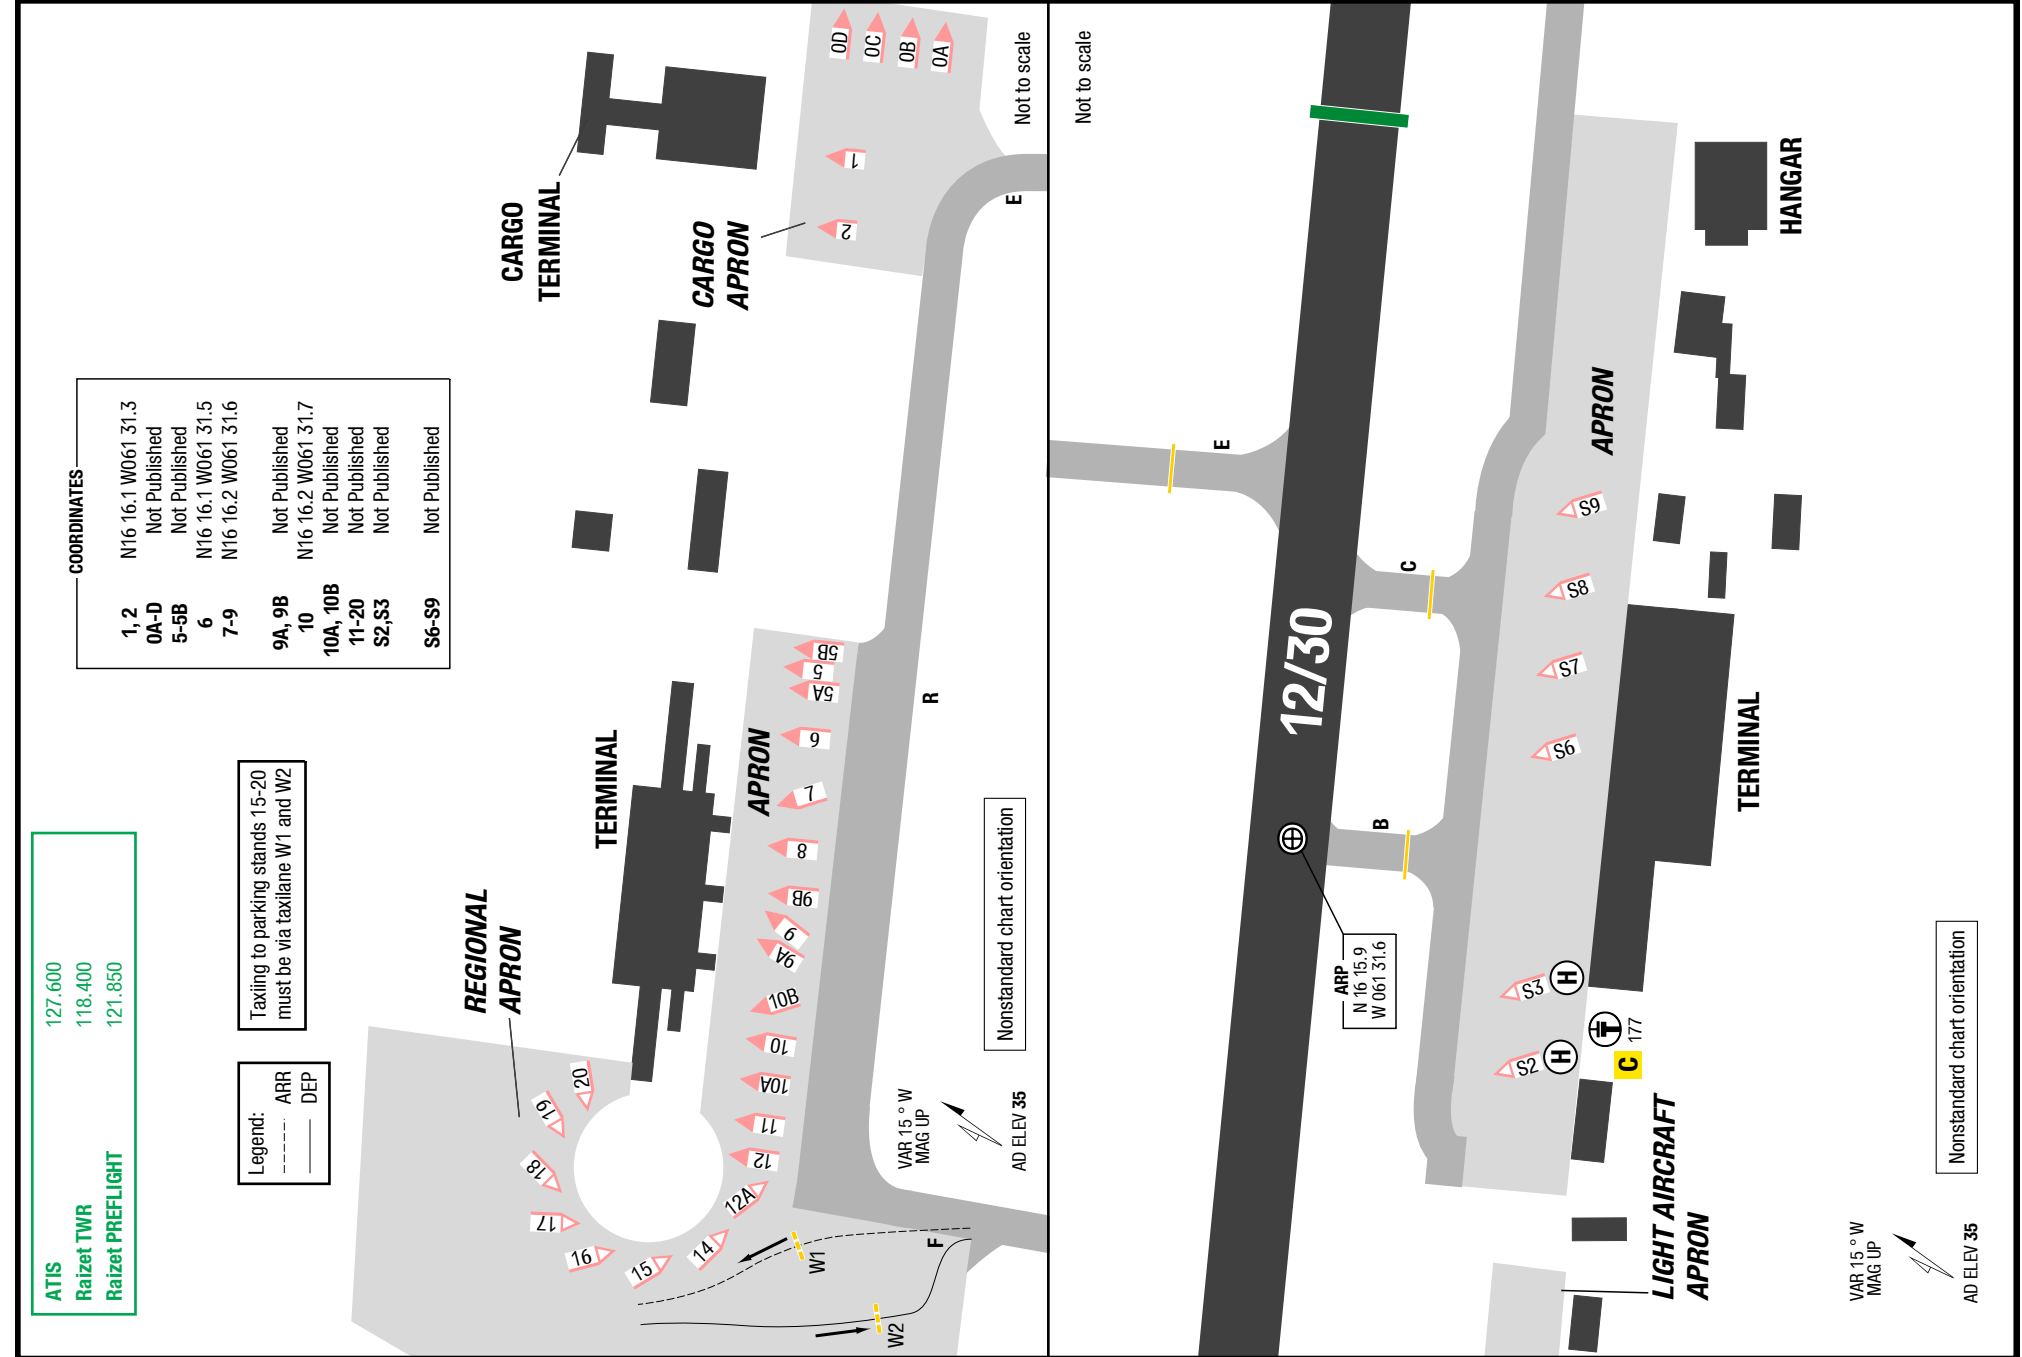 ATIS 127.600
Raizet TWR 118.400
Raizet PREFLIGHT 121.850
Legend:
ARR
DEP
Taxiing to parking stands 15-20
must be via taxilane W1 and W2
COORDINATES
1, 2 N16 16.1 W061 31.3
0A-D Not Published
5-5B Not Published
6 N16 16.1 W061 31.5
7-9 N16 16.2 W061 31.6
9A, 9B Not Published
10 N16 16.2 W061 31.7
10A, 10B Not Published
11-20 Not Published
S2,S3 Not Published
S6-S9 Not Published
REGIONAL
APRON
TERMINAL
APRON
CARGO
TERMINAL
CARGO
APRON
0D
0C
0B
0A
1
2
5B
5
5A
6
7
8
9B
9
9A
10B
10
10A
11
12
12A
14
15
16
17
18
19
20
W1
W2
F
R
E
VAR 15 ° W
MAG UP
AD ELEV 35
Nonstandard chart orientation
Not to scale
Not to scale
12/30
E
C
B
ARP
N 16 15.9
W 061 31.6
APRON
S9
S8
S7
S6
S3
S2
H
H
C
177
TERMINAL
HANGAR
LIGHT AIRCRAFT
APRON
VAR 15 ° W
MAG UP
AD ELEV 35
Nonstandard chart orientation